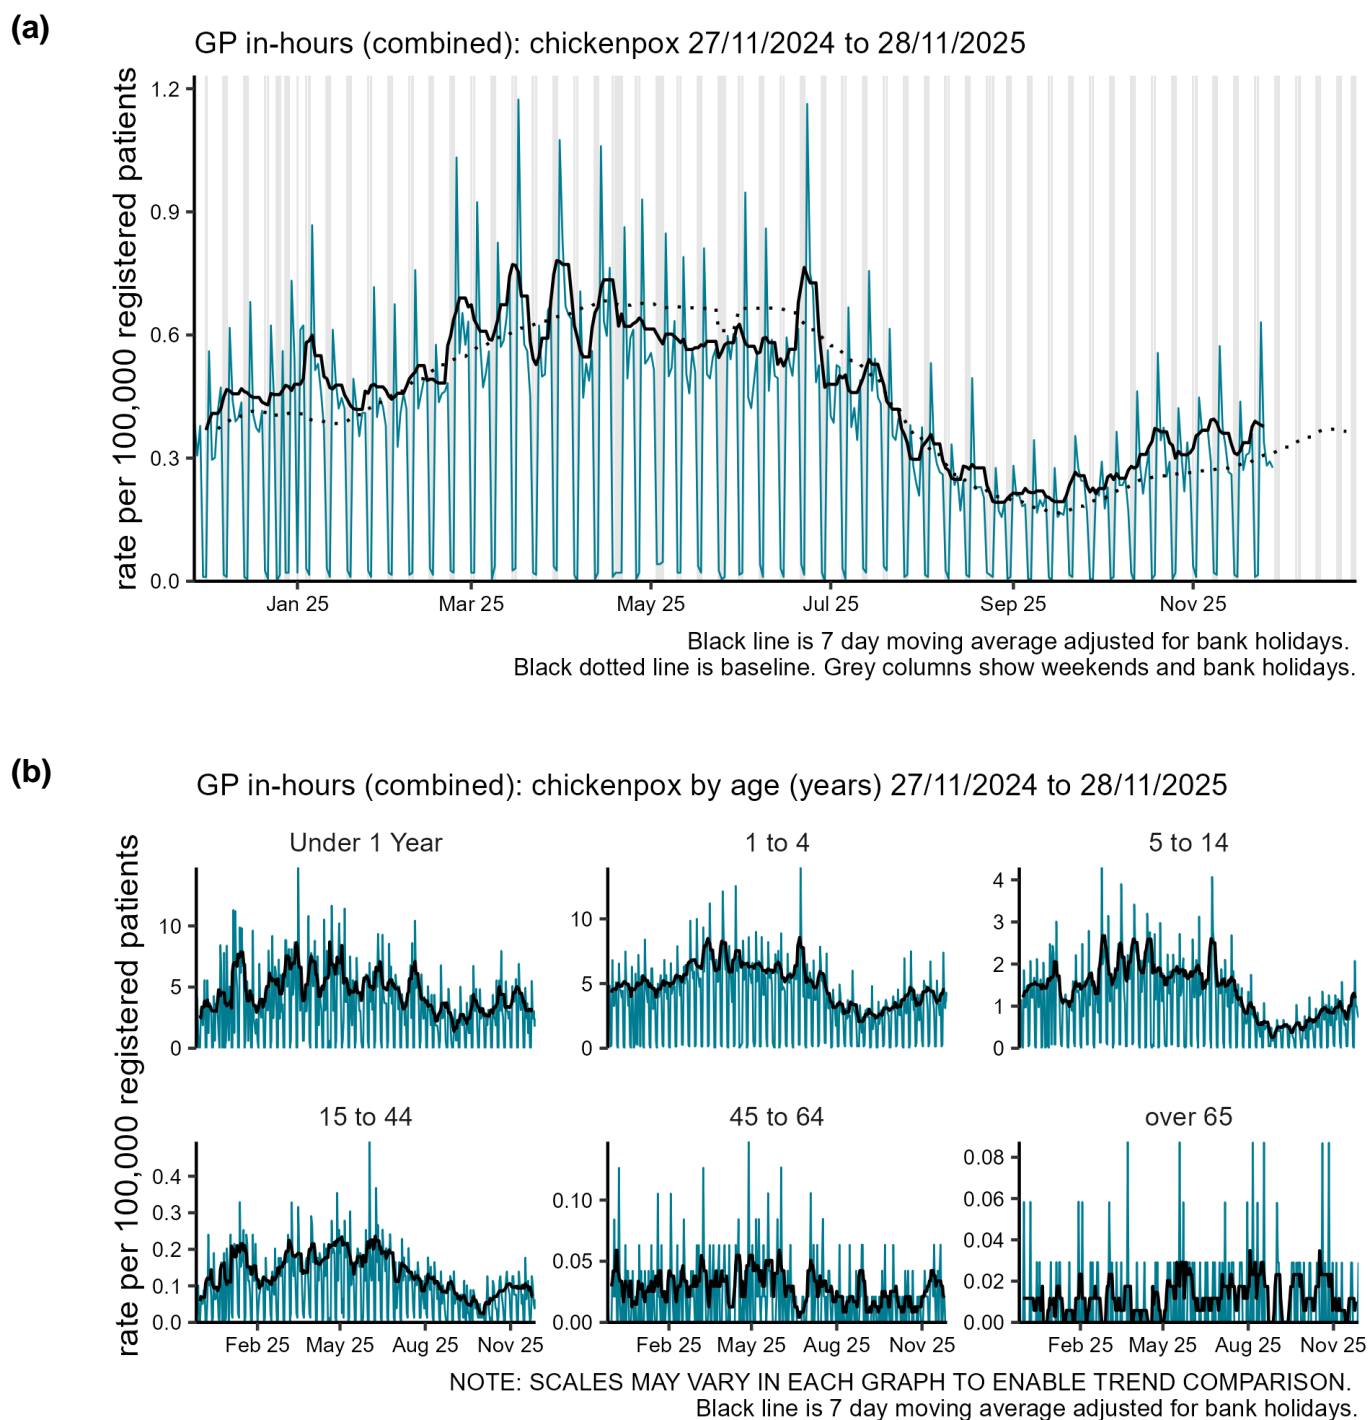 (a)
GP in-hours (combined): chickenpox 27/11/2024 to 28/11/2025
rate per 100,000 registered patients
1.2
0.9
0.6
0.3
0.0
Jan 25 Mar 25 May 25 Jul 25 Sep 25 Nov 25
Black line is 7 day moving average adjusted for bank holidays.
Black dotted line is baseline. Grey columns show weekends and bank holidays.
(b)
GP in-hours (combined): chickenpox by age (years) 27/11/2024 to 28/11/2025
rate per 100,000 registered patients
Under 1 Year
10
5
0
1 to 4
10
5
0
5 to 14
4
3
2
1
0
15 to 44
0.4
0.3
0.2
0.1
0.0
Feb 25 May 25 Aug 25 Nov 25
45 to 64
0.10
0.05
0.00
Feb 25 May 25 Aug 25 Nov 25
over 65
0.08
0.06
0.04
0.02
0.00
Feb 25 May 25 Aug 25 Nov 25
NOTE: SCALES MAY VARY IN EACH GRAPH TO ENABLE TREND COMPARISON.
Black line is 7 day moving average adjusted for bank holidays.